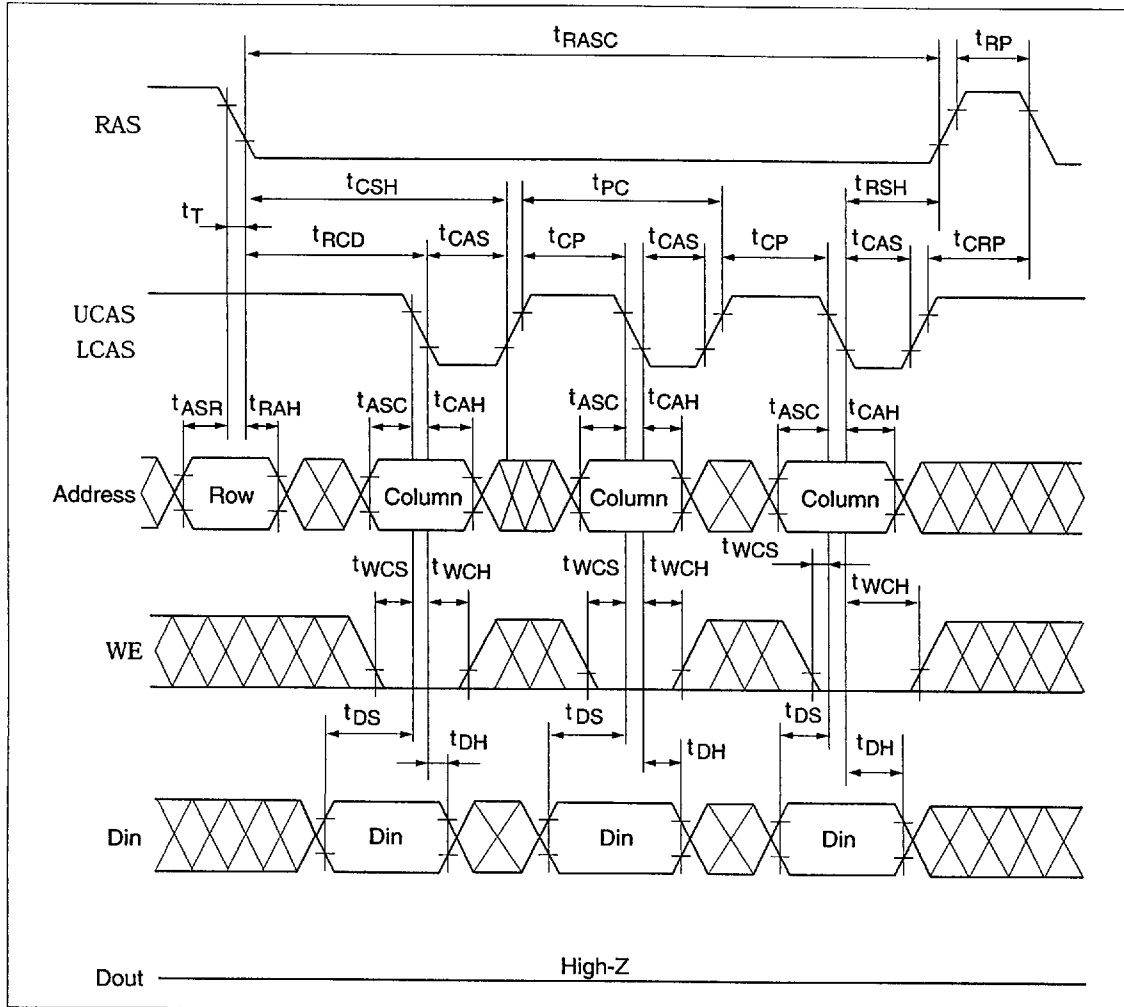 tRASC tRP
RAS
tCSH tPC tRSH
tT
tRCD tCAS tCP tCAS tCP tCAS tCRP
UCAS
LCAS
tASR tRAH tASC tCAH tASC tCAH tASC tCAH
Address Row Column Column Column
tWCS tWCH tWCS tWCH tWCS tWCH
WE
tDS tDH tDS tDH tDS tDH
Din Din Din Din
High-Z
Dout